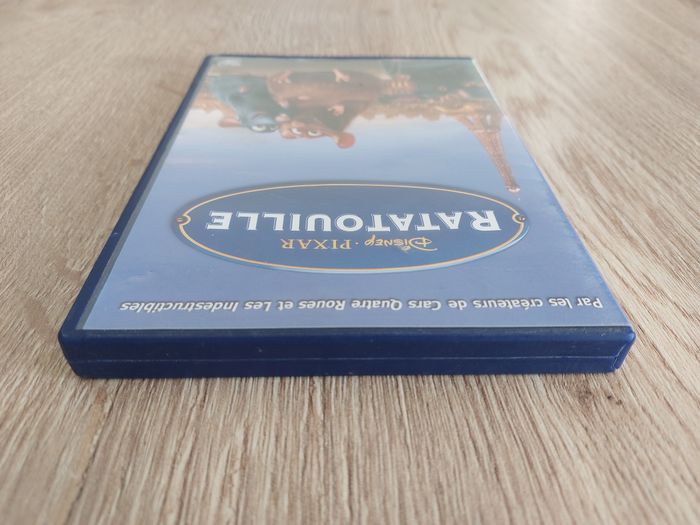 Par les créateurs de Cars Quatre Roues et Les Indestructibles
DISNEY · PIXAR
RATATOUILLE